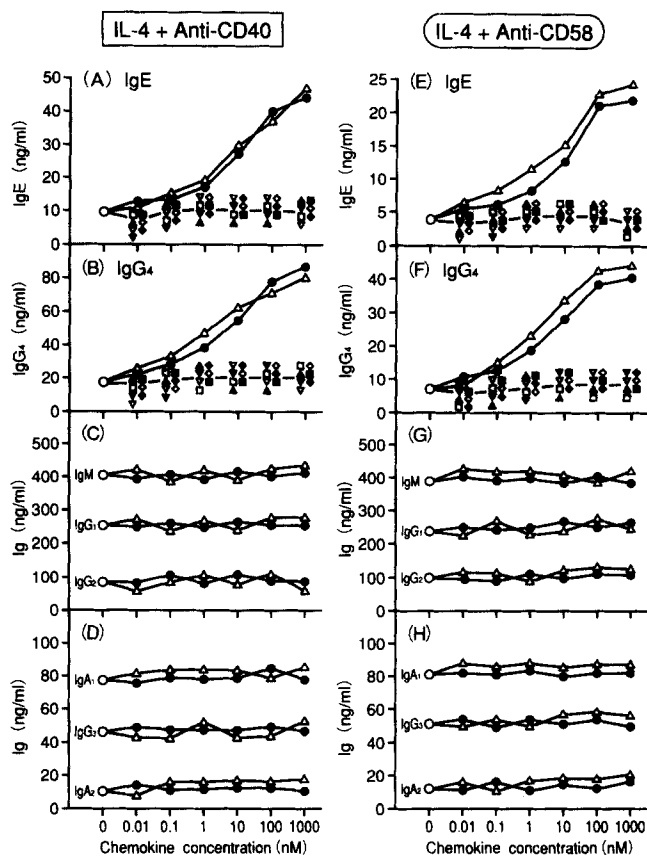 IL-4 + Anti-CD40
IL-4 + Anti-CD58
(A) IgE
IgE (ng/ml)
50
40
30
20
10
0
(B) IgG4
IgG4 (ng/ml)
80
60
40
20
0
(C)
Ig (ng/ml)
500
400
300
200
100
0
IgM
IgG1
IgG2
(D)
Ig (ng/ml)
80
60
40
20
0
IgA1
IgG3
IgA2
0 0.01 0.1 1 10 100 1000
Chemokine concentration (nM)
(E) IgE
IgE (ng/ml)
25
20
15
10
5
0
(F) IgG4
IgG4 (ng/ml)
40
30
20
10
0
(G)
Ig (ng/ml)
500
400
300
200
100
0
IgM
IgG1
IgG2
(H)
Ig (ng/ml)
100
80
60
40
20
0
IgA1
IgG3
IgA2
0 0.01 0.1 1 10 100 1000
Chemokine concentration (nM)